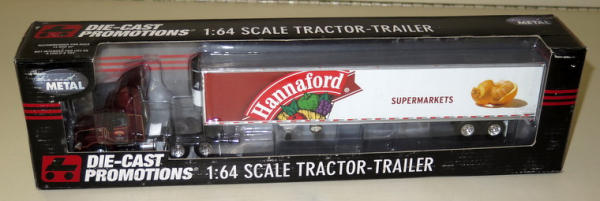 DIE-CAST
PROMOTIONS
1:64 SCALE TRACTOR-TRAILER
METAL
METAL
Hannaford
SUPERMARKETS
DIE-CAST
PROMOTIONS
1:64 SCALE TRACTOR-TRAILER